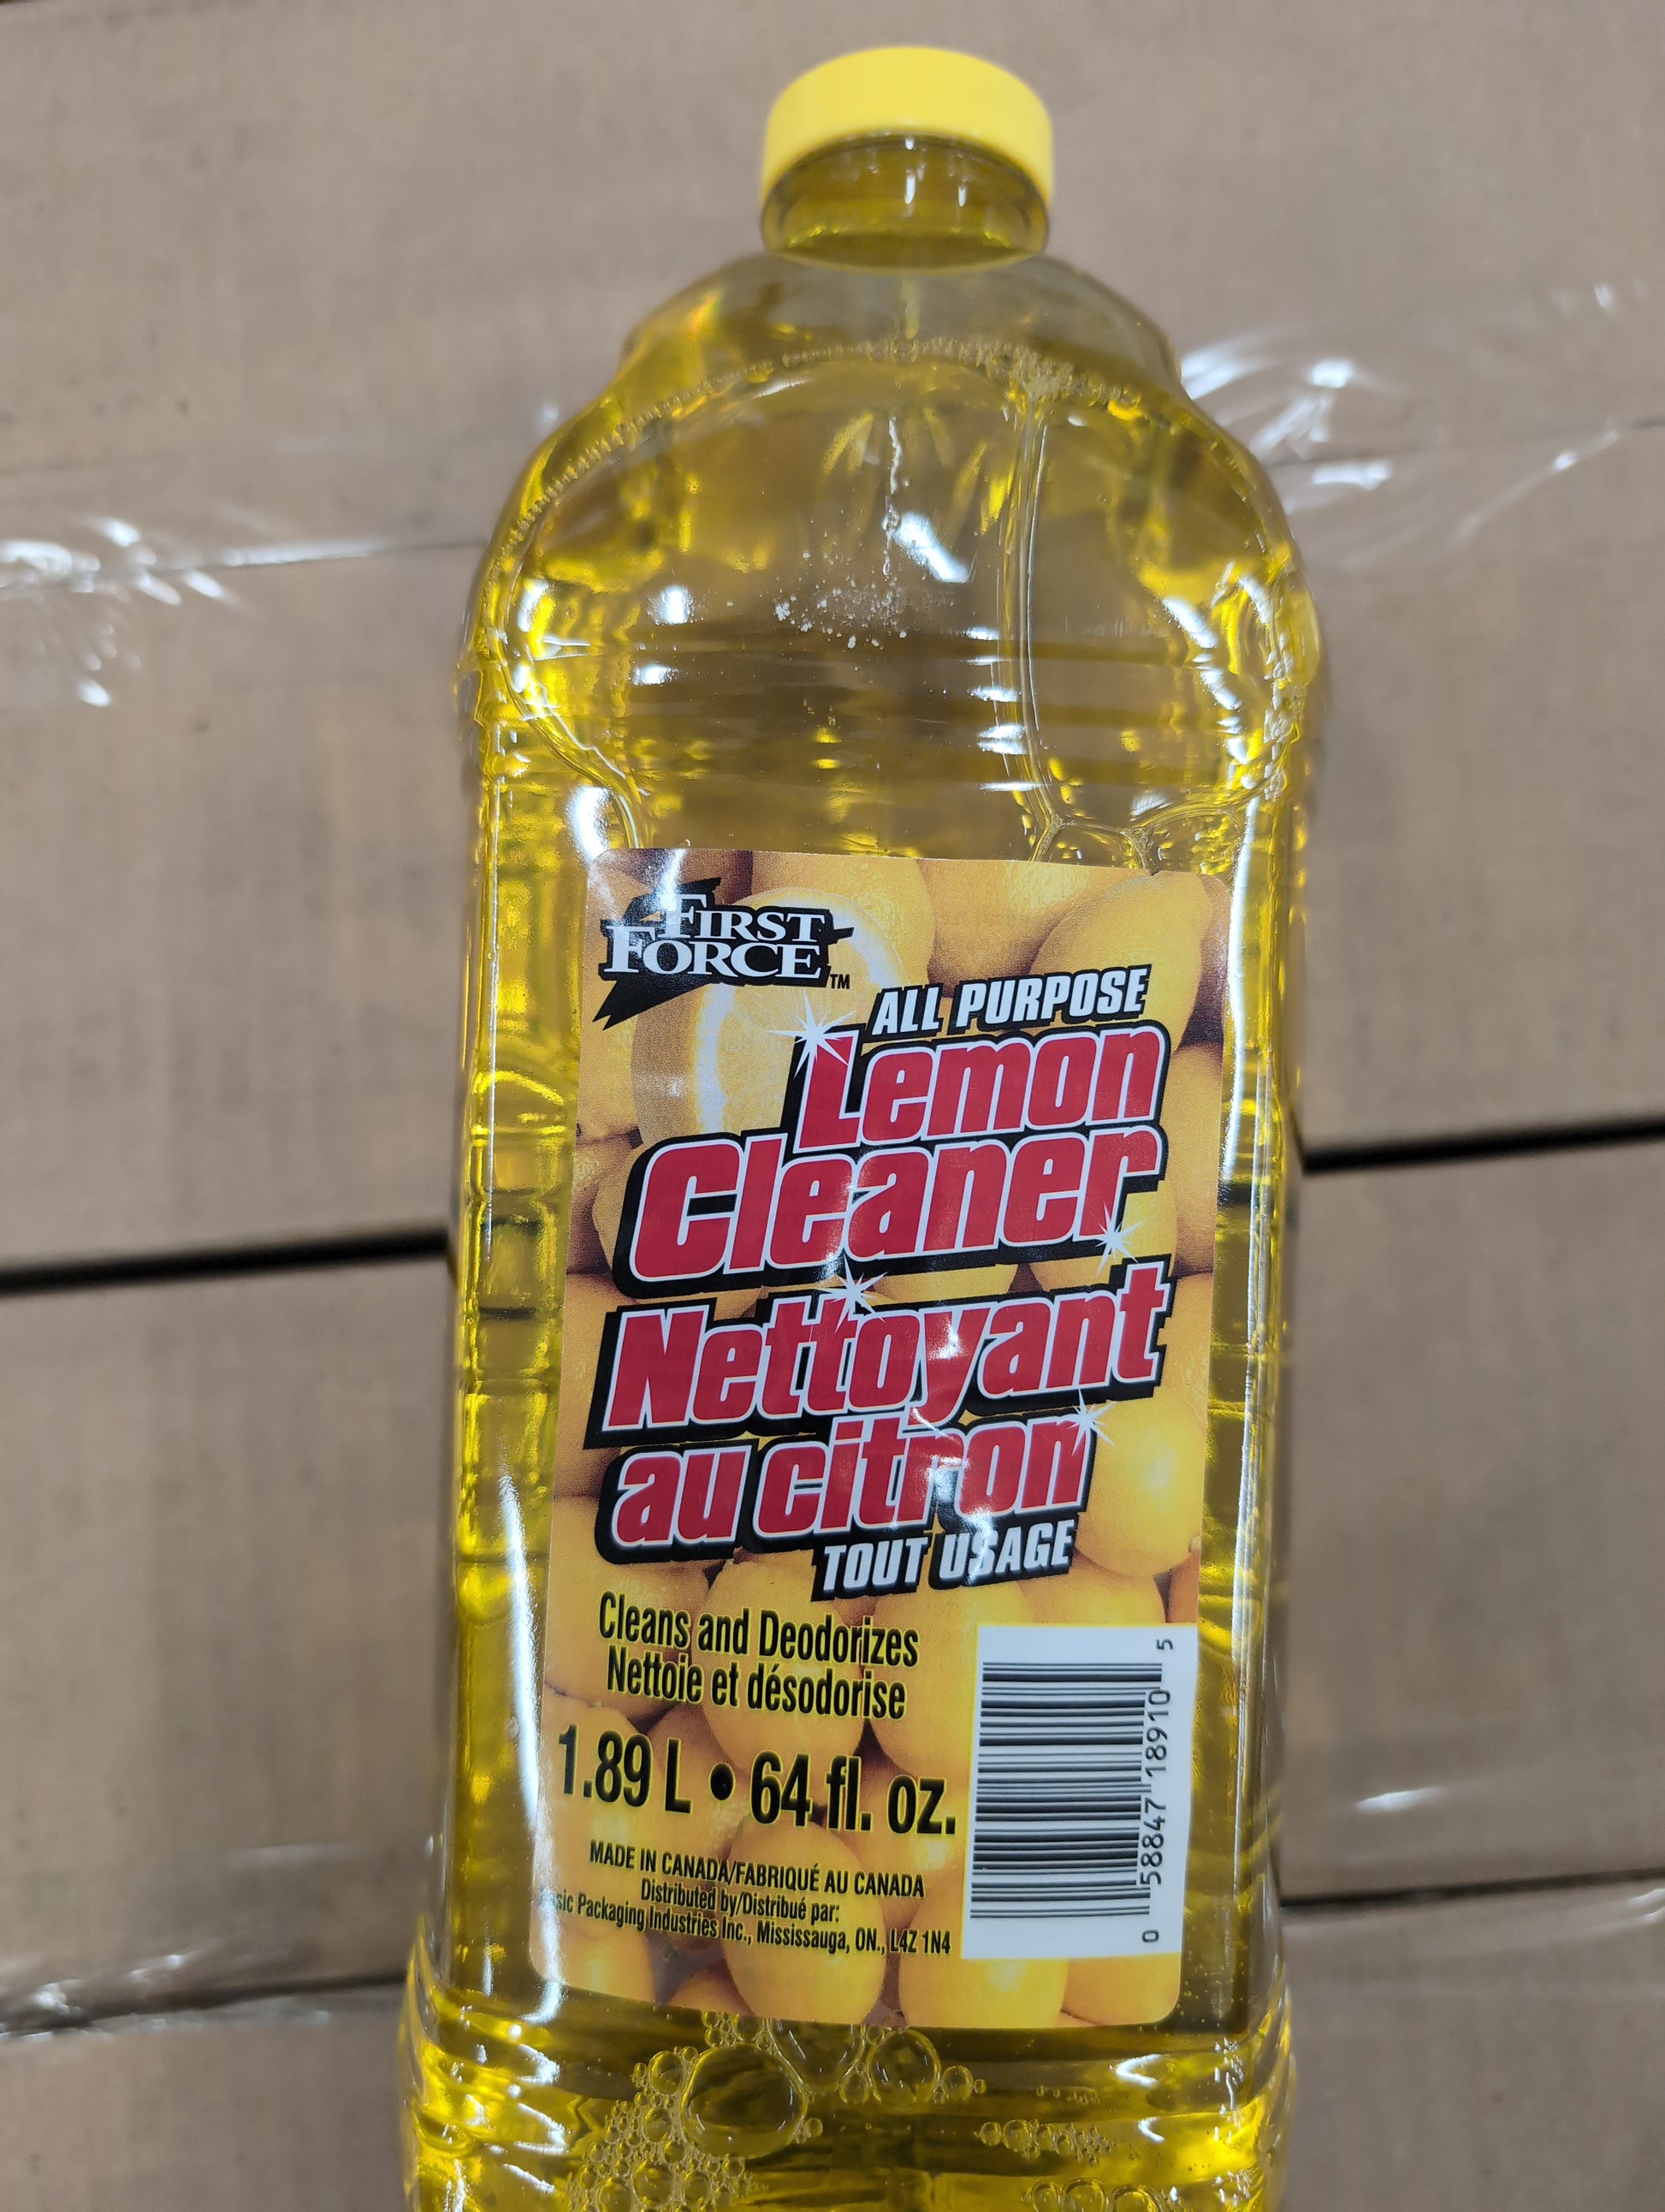 FIRST
FORCE™
ALL PURPOSE
Lemon
Cleaner
Nettoyant
au citron
TOUT USAGE
Cleans and Deodorizes
Nettoie et désodorise
1.89 L • 64 fl. oz.
MADE IN CANADA/FABRIQUÉ AU CANADA
Distributed by/Distribué par:
Packaging Industries Inc., Mississauga, ON., L4Z 1N4
0 58847 18910 5